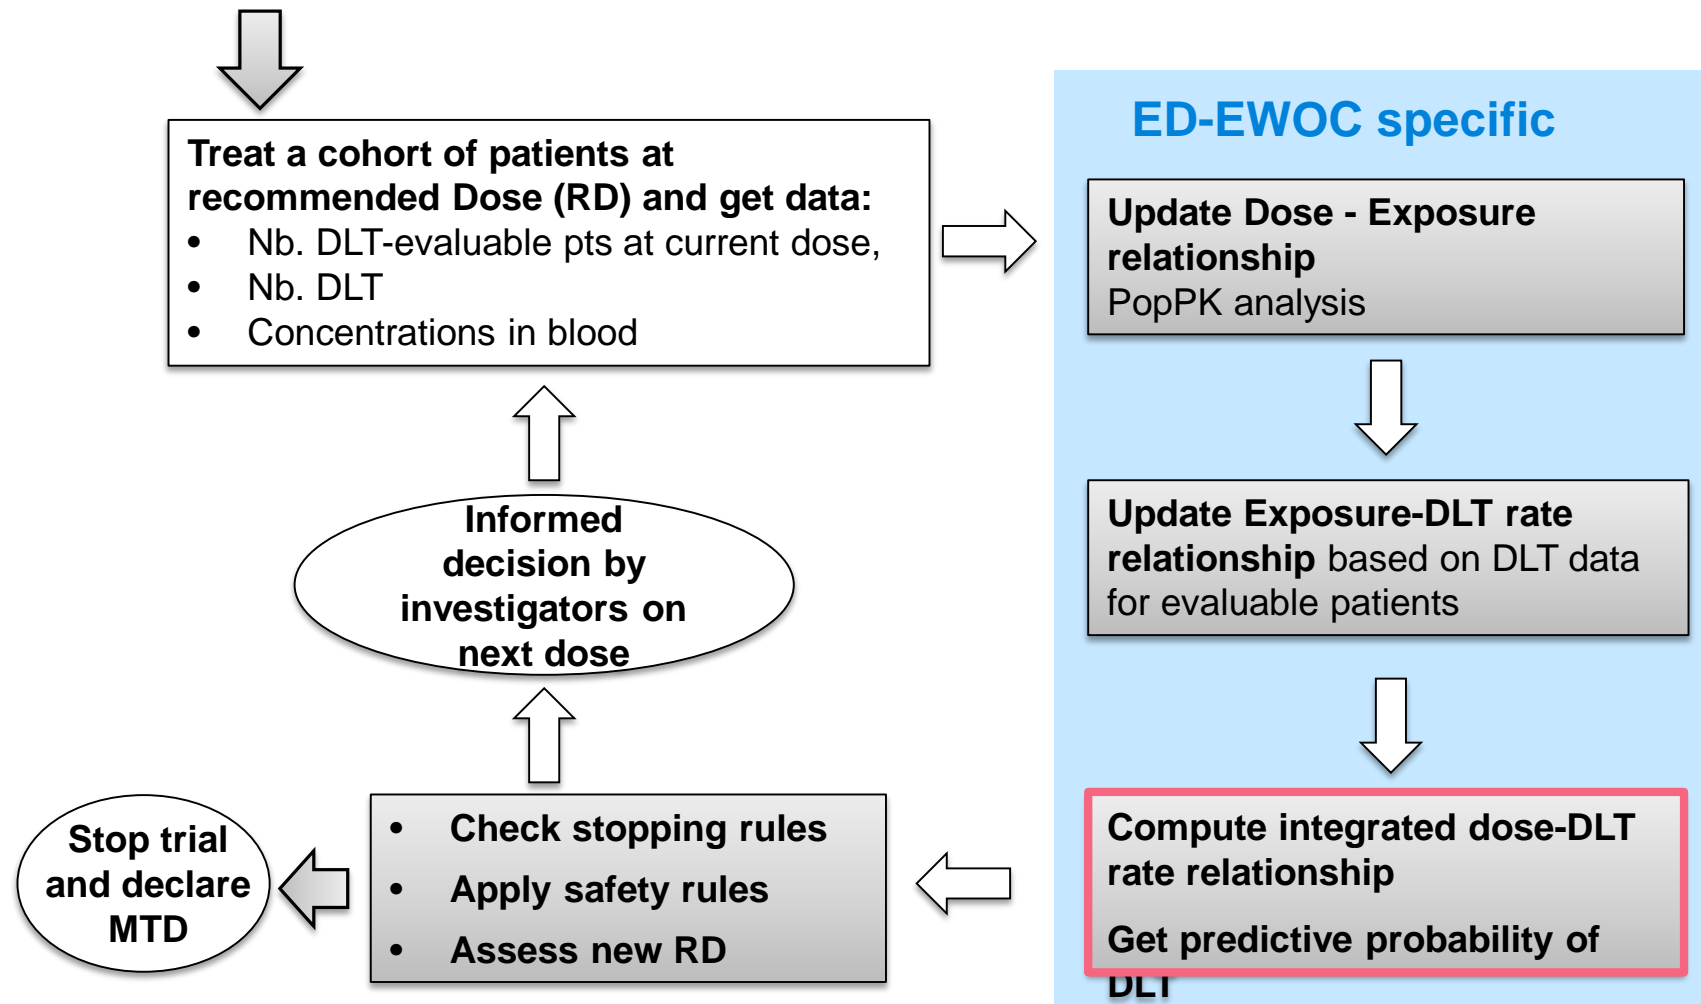 Treat a cohort of patients at
recommended Dose (RD) and get data:
• Nb. DLT-evaluable pts at current dose,
• Nb. DLT
• Concentrations in blood
ED-EWOC specific
Update Dose - Exposure
relationship
PopPK analysis
Update Exposure-DLT rate
relationship based on DLT data
for evaluable patients
Compute integrated dose-DLT
rate relationship
Get predictive probability of
DLT
• Check stopping rules
• Apply safety rules
• Assess new RD
Stop trial
and declare
MTD
Informed
decision by
investigators on
next dose